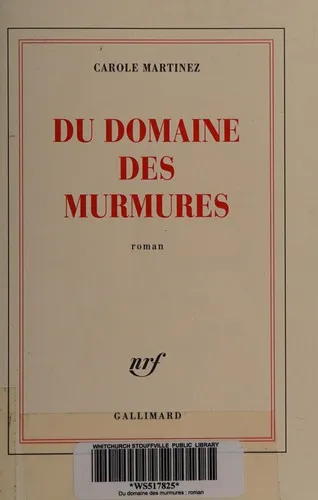 CAROLE MARTINEZ
DU DOMAINE
DES
MURMURES
roman
nrf
GALLIMARD
WHITCHURCH STOUFFVILLE PUBLIC LIBRARY
*WS517825*
Du domaine des murmures : roman